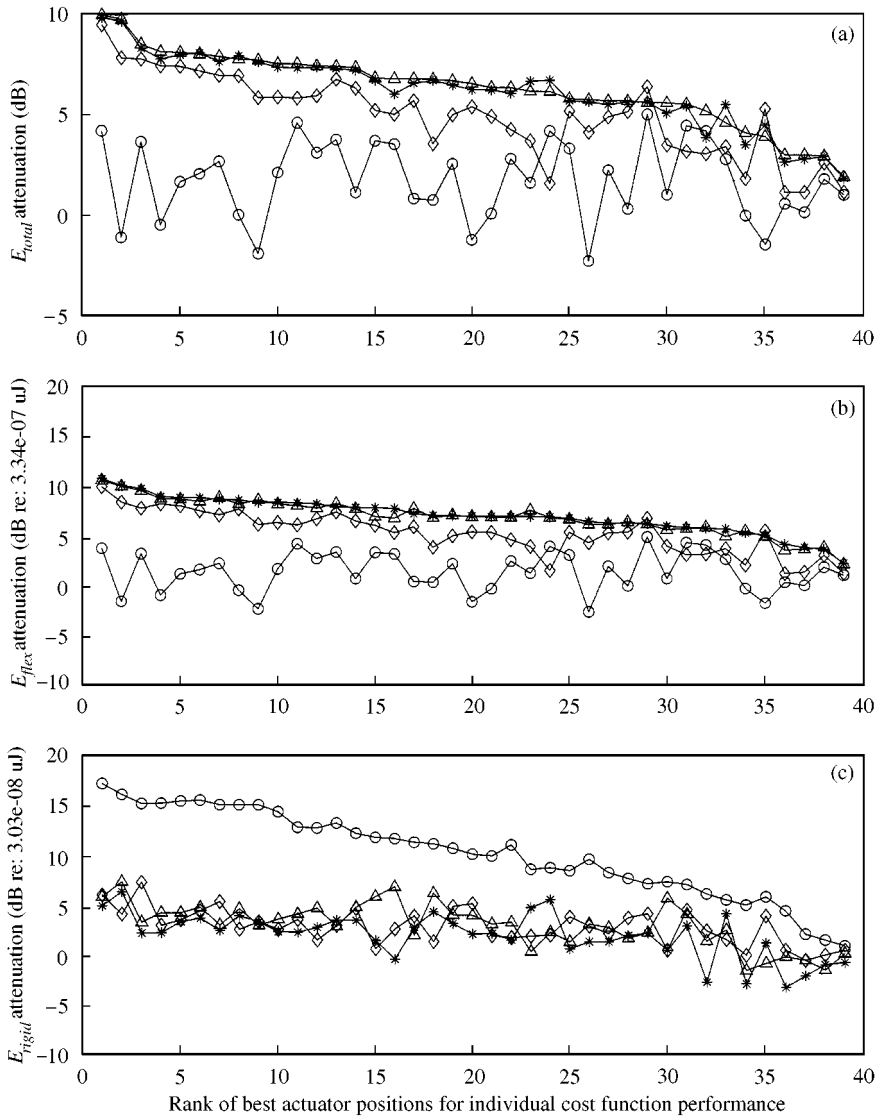 10
5
0
−5
0 5 10 15 20 25 30 35 40
E_total attenuation (dB)
(a)
20
15
10
5
0
−5
−10
0 5 10 15 20 25 30 35 40
E_flex attenuation (dB re: 3.34e-07 uJ)
(b)
20
15
10
5
0
−5
−10
0 5 10 15 20 25 30 35 40
E_rigid attenuation (dB re: 3.03e-08 uJ)
(c)
Rank of best actuator positions for individual cost function performance